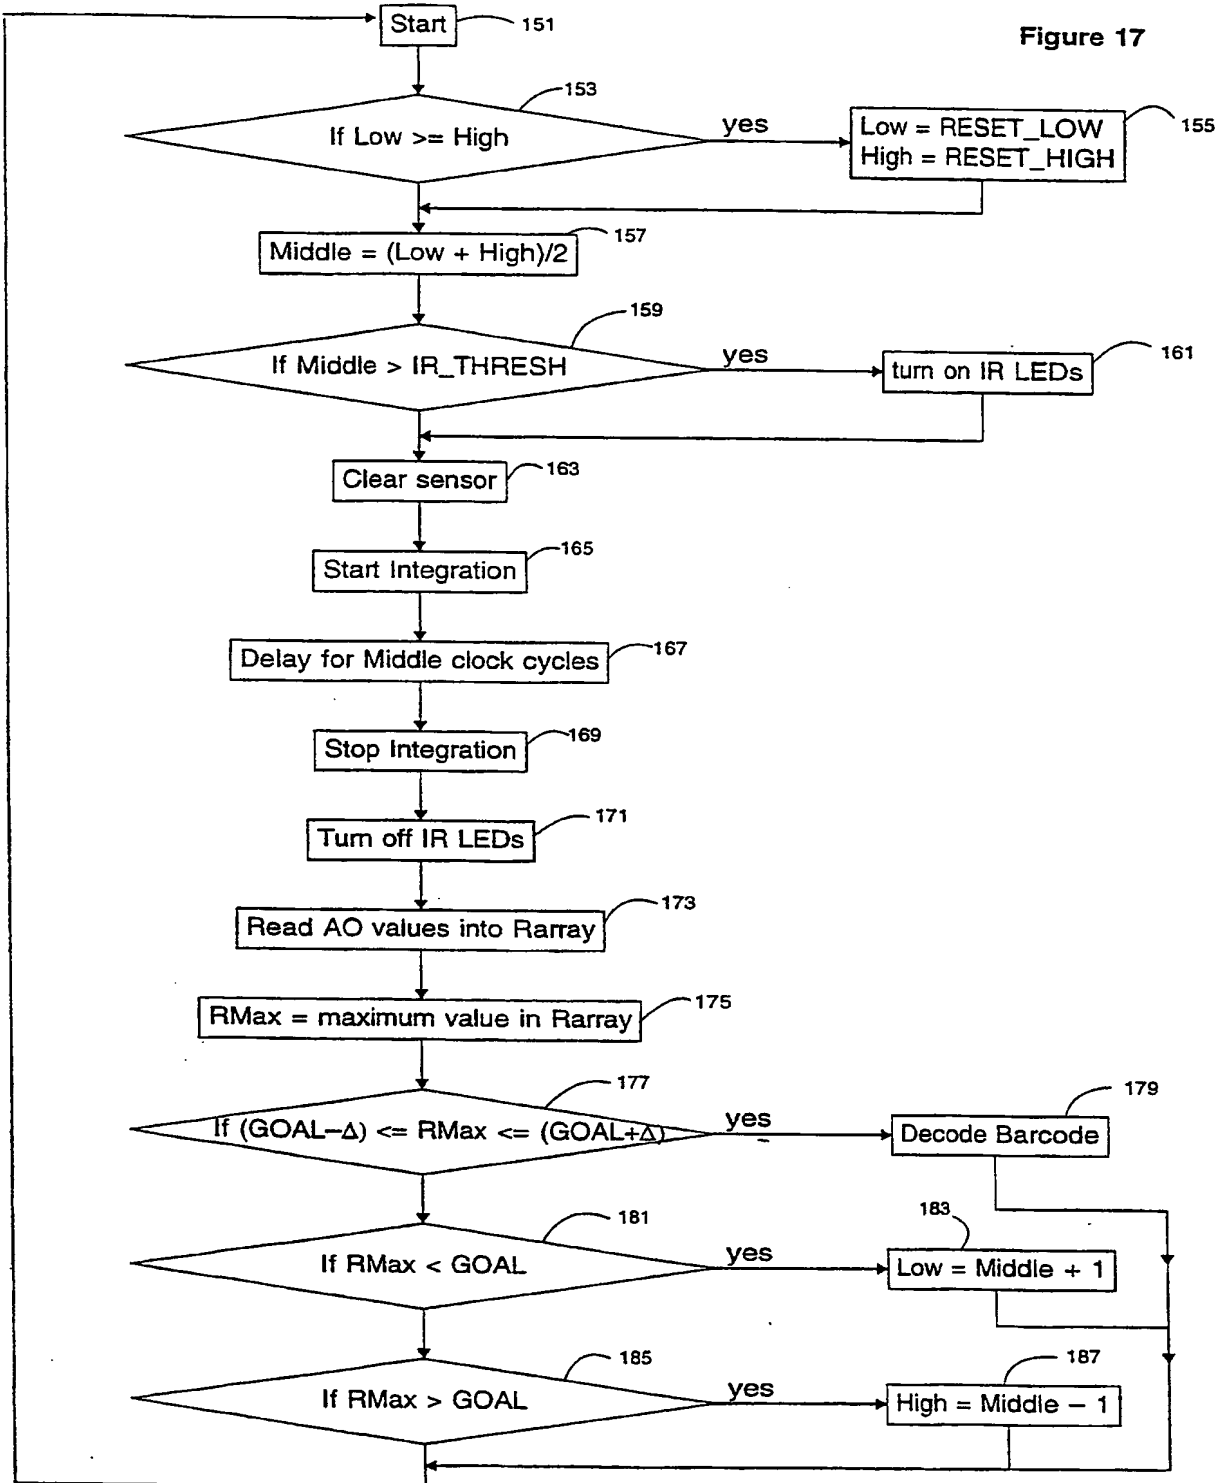 Start
151
Figure 17
153
If Low >= High
yes
Low = RESET_LOW
High = RESET_HIGH
155
157
Middle = (Low + High)/2
159
If Middle > IR_THRESH
yes
turn on IR LEDs
161
Clear sensor
163
Start Integration
165
Delay for Middle clock cycles
167
Stop Integration
169
Turn off IR LEDs
171
Read AO values into Rarray
173
RMax = maximum value in Rarray
175
177
If (GOAL−Δ) <= RMax <= (GOAL+Δ)
yes
179
Decode Barcode
181
If RMax < GOAL
yes
183
Low = Middle + 1
185
If RMax > GOAL
yes
187
High = Middle − 1